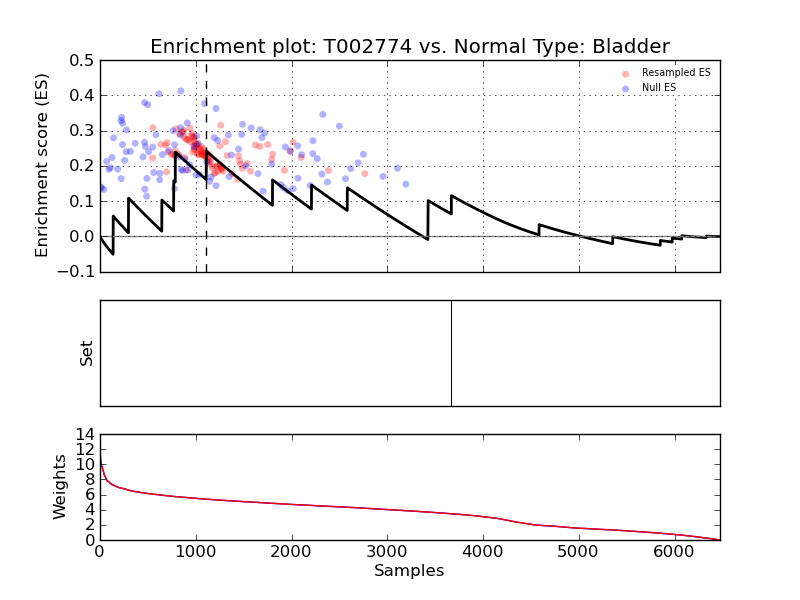 Enrichment plot: T002774 vs. Normal Type: Bladder
Enrichment score (ES)
0.5
0.4
0.3
0.2
0.1
0.0
−0.1
Resampled ES
Null ES
Set
Weights
14
12
10
8
6
4
2
0
0 1000 2000 3000 4000 5000 6000
Samples